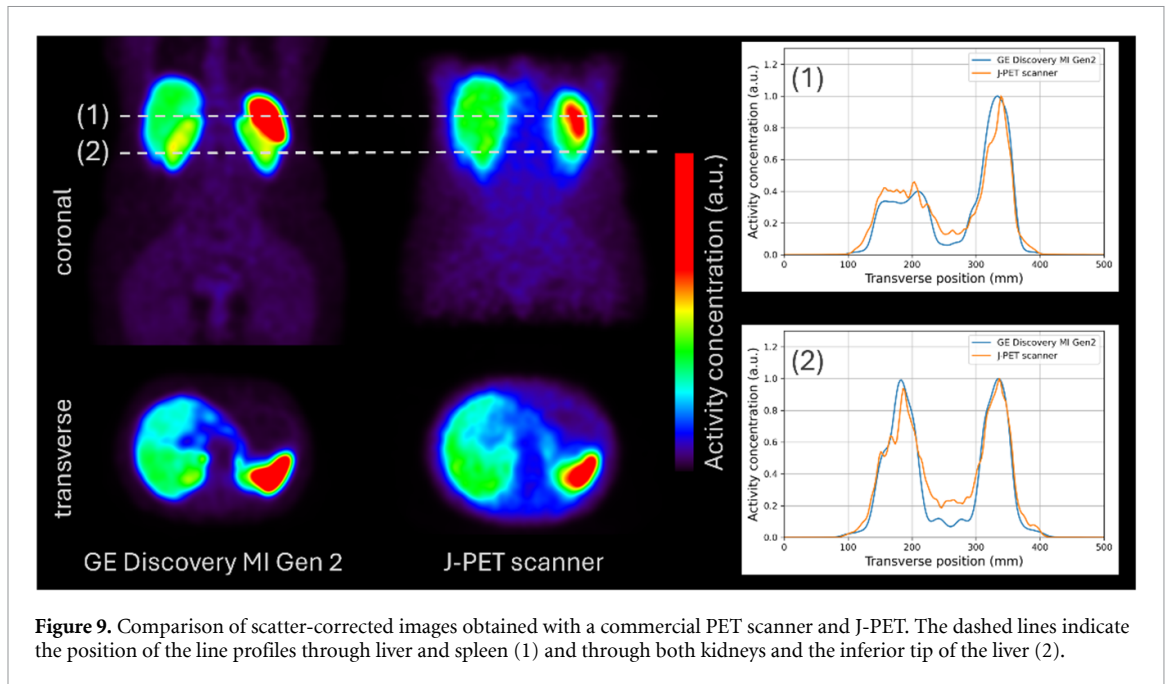 (1)
(2)
coronal
transverse
GE Discovery MI Gen 2
J-PET scanner
Activity concentration (a.u.)
(1)
GE Discovery MI Gen2
J-PET scanner
Activity concentration (a.u.)
1.2
1.0
0.8
0.6
0.4
0.2
0.0
0 100 200 300 400 500
Transverse position (mm)
(2)
GE Discovery MI Gen2
J-PET scanner
Activity concentration (a.u.)
1.2
1.0
0.8
0.6
0.4
0.2
0.0
0 100 200 300 400 500
Transverse position (mm)
Figure 9. Comparison of scatter-corrected images obtained with a commercial PET scanner and J-PET. The dashed lines indicate
the position of the line profiles through liver and spleen (1) and through both kidneys and the inferior tip of the liver (2).